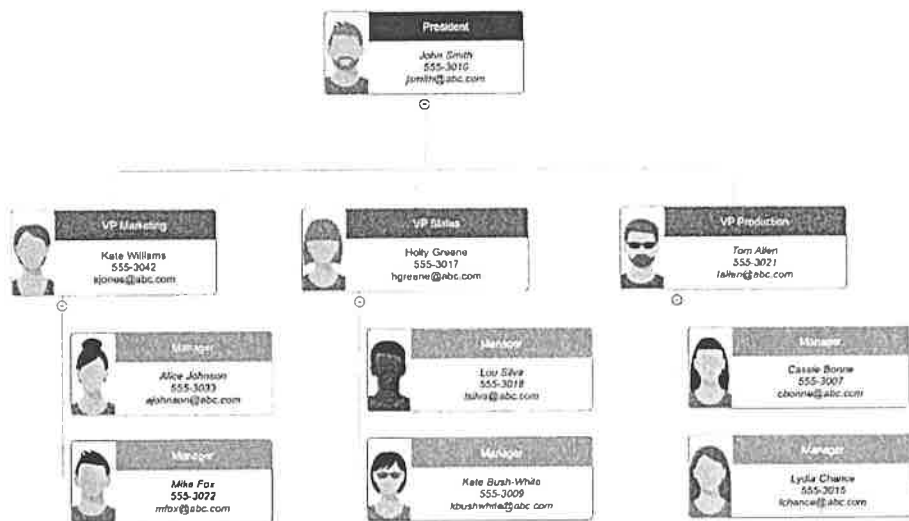 President
John Smith
555-3016
jsmith@abc.com
VP Marketing
Kate Williams
555-3042
ajones@abc.com
VP
Holly Greene
555-3017
hgreene@abc.com
VP Production
Tom Allen
555-3021
tallen@abc.com
Manager
Alice Johnson
555-3033
ajohnson@abc.com
Manager
Lou Silva
555-3018
lsilva@abc.com
Manager
Cassie Bonne
555-3007
cbonne@abc.com
Manager
Mike Fox
555-3022
mfox@abc.com
Manager
Kate Bush-White
555-3009
kbushwhite@abc.com
Manager
Lydia Chance
555-3015
lchance@abc.com